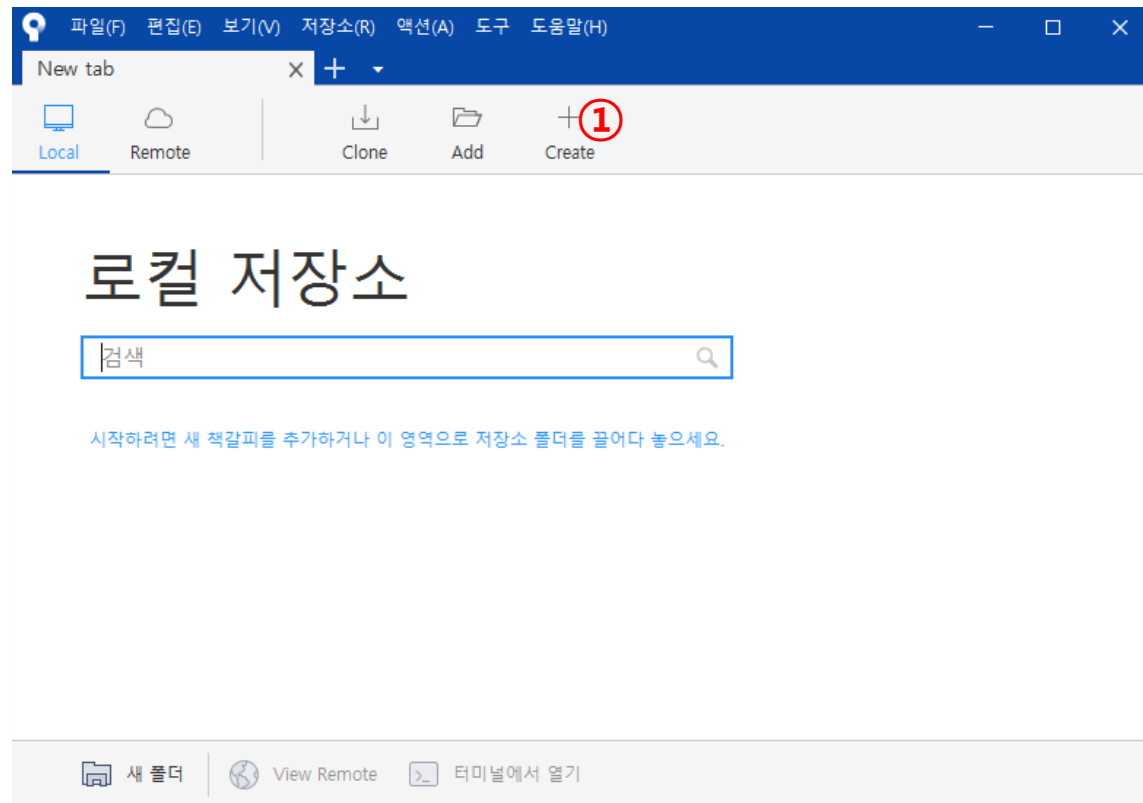 파일(F) 편집(E) 보기(V) 저장소(R) 액션(A) 도구 도움말(H)
New tab
Local Remote Clone Add Create ①
로컬 저장소
검색
시작하려면 새 책갈피를 추가하거나 이 영역으로 저장소 폴더를 끌어다 놓으세요.
새 폴더 View Remote 터미널에서 열기